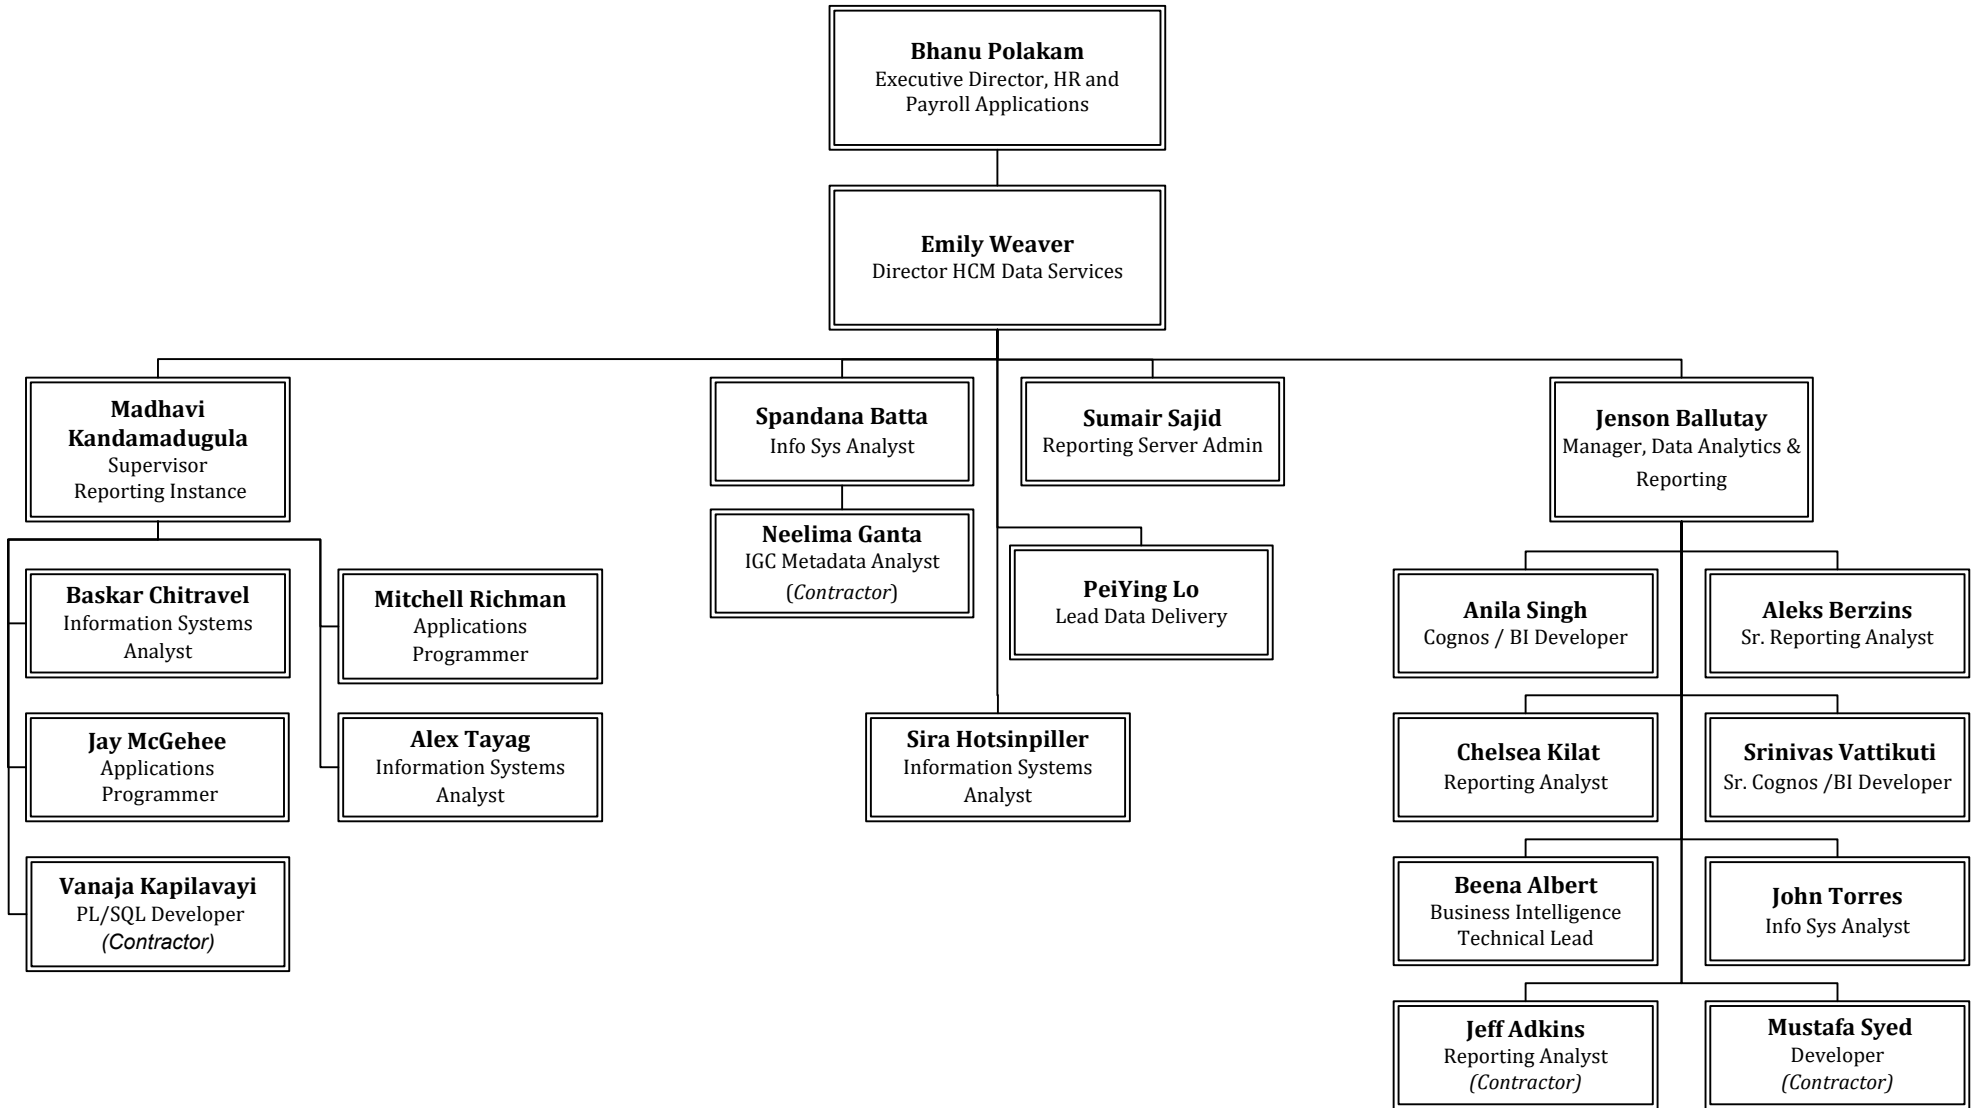 Bhanu Polakam
Executive Director, HR and
Payroll Applications
Emily Weaver
Director HCM Data Services
Madhavi
Kandamadugula
Supervisor
Reporting Instance
Spandana Batta
Info Sys Analyst
Sumair Sajid
Reporting Server Admin
Jenson Ballutay
Manager, Data Analytics &
Reporting
Neelima Ganta
IGC Metadata Analyst
(Contractor)
PeiYing Lo
Lead Data Delivery
Baskar Chitravel
Information Systems
Analyst
Mitchell Richman
Applications
Programmer
Anila Singh
Cognos / BI Developer
Aleks Berzins
Sr. Reporting Analyst
Jay McGehee
Applications
Programmer
Alex Tayag
Information Systems
Analyst
Sira Hotsinpiller
Information Systems
Analyst
Chelsea Kilat
Reporting Analyst
Srinivas Vattikuti
Sr. Cognos /BI Developer
Vanaja Kapilavayi
PL/SQL Developer
(Contractor)
Beena Albert
Business Intelligence
Technical Lead
John Torres
Info Sys Analyst
Jeff Adkins
Reporting Analyst
(Contractor)
Mustafa Syed
Developer
(Contractor)